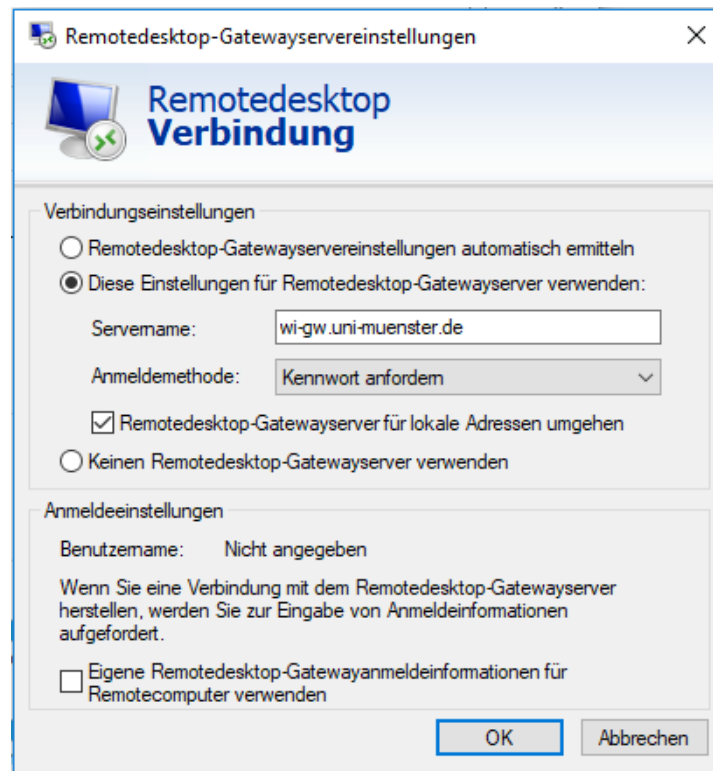 Remotedesktop-Gatewayservereinstellungen
Remotedesktop
Verbindung
Verbindungseinstellungen
Remotedesktop-Gatewayservereinstellungen automatisch ermitteln
Diese Einstellungen für Remotedesktop-Gatewayserver verwenden:
Servername: wi-gw.uni-muenster.de
Anmeldemethode: Kennwort anfordern
Remotedesktop-Gatewayserver für lokale Adressen umgehen
Keinen Remotedesktop-Gatewayserver verwenden
Anmeldeeinstellungen
Benutzername: Nicht angegeben
Wenn Sie eine Verbindung mit dem Remotedesktop-Gatewayserver
herstellen, werden Sie zur Eingabe von Anmeldeinformationen
aufgefordert.
Eigene Remotedesktop-Gatewayanmeldeinformationen für
Remotecomputer verwenden
OK Abbrechen